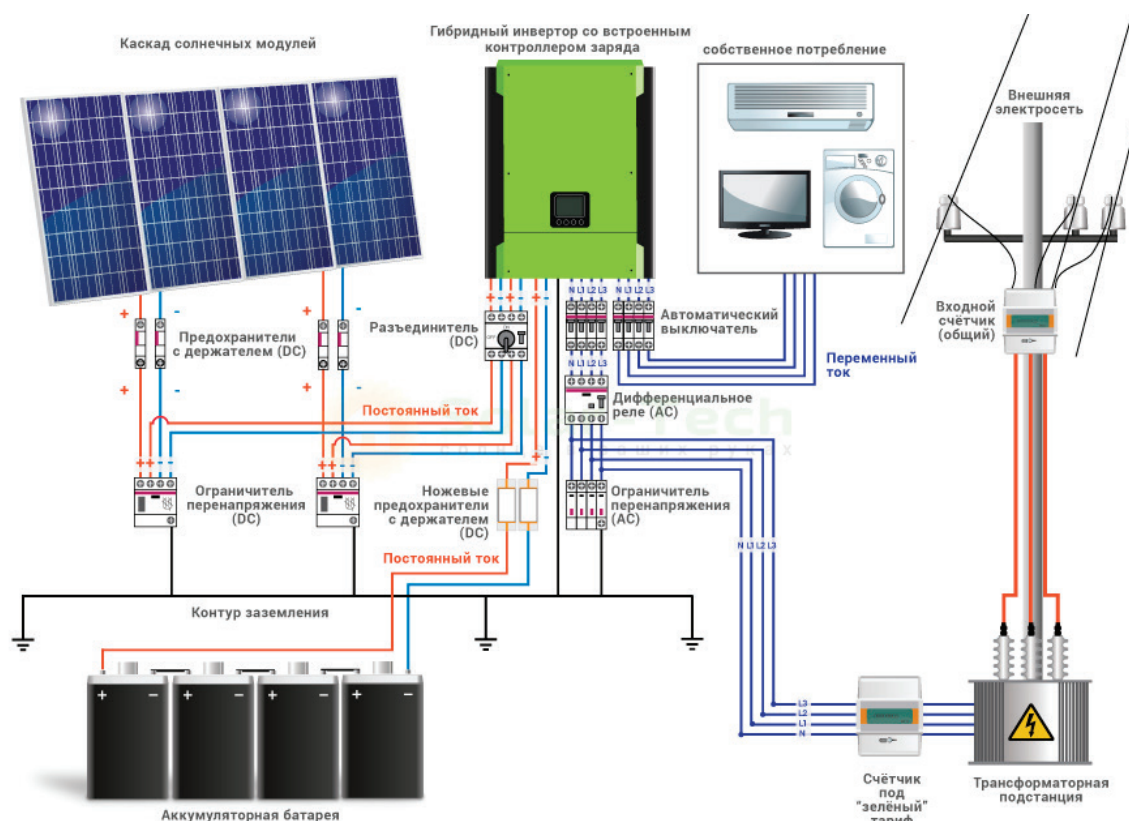 Каскад солнечных модулей
Гибридный инвертор со встроенным
контроллером заряда
собственное потребление
Внешняя
электросеть
N L1 L2 L3
N L1 L2 L3
+
-
+
-
Предохранители
с держателем (DC)
Разъединитель
(DC)
Автоматический
выключатель
Входной
счётчик
(общий)
N L1 L2 L3
Переменный
ток
+
-
+
-
Постоянный ток
Дифференциальное
реле (AC)
Solar-Tech
Ограничитель
перенапряжения
(DC)
Ножевые
предохранители
с держателем
(DC)
Ограничитель
перенапряжения
(AC)
N L1 L2 L3
Постоянный ток
Контур заземления
+ - + - + - + -
L3
L2
L1
N
Аккумуляторная батарея
Счётчик
под
"зелёный"
тариф
Трансформаторная
подстанция